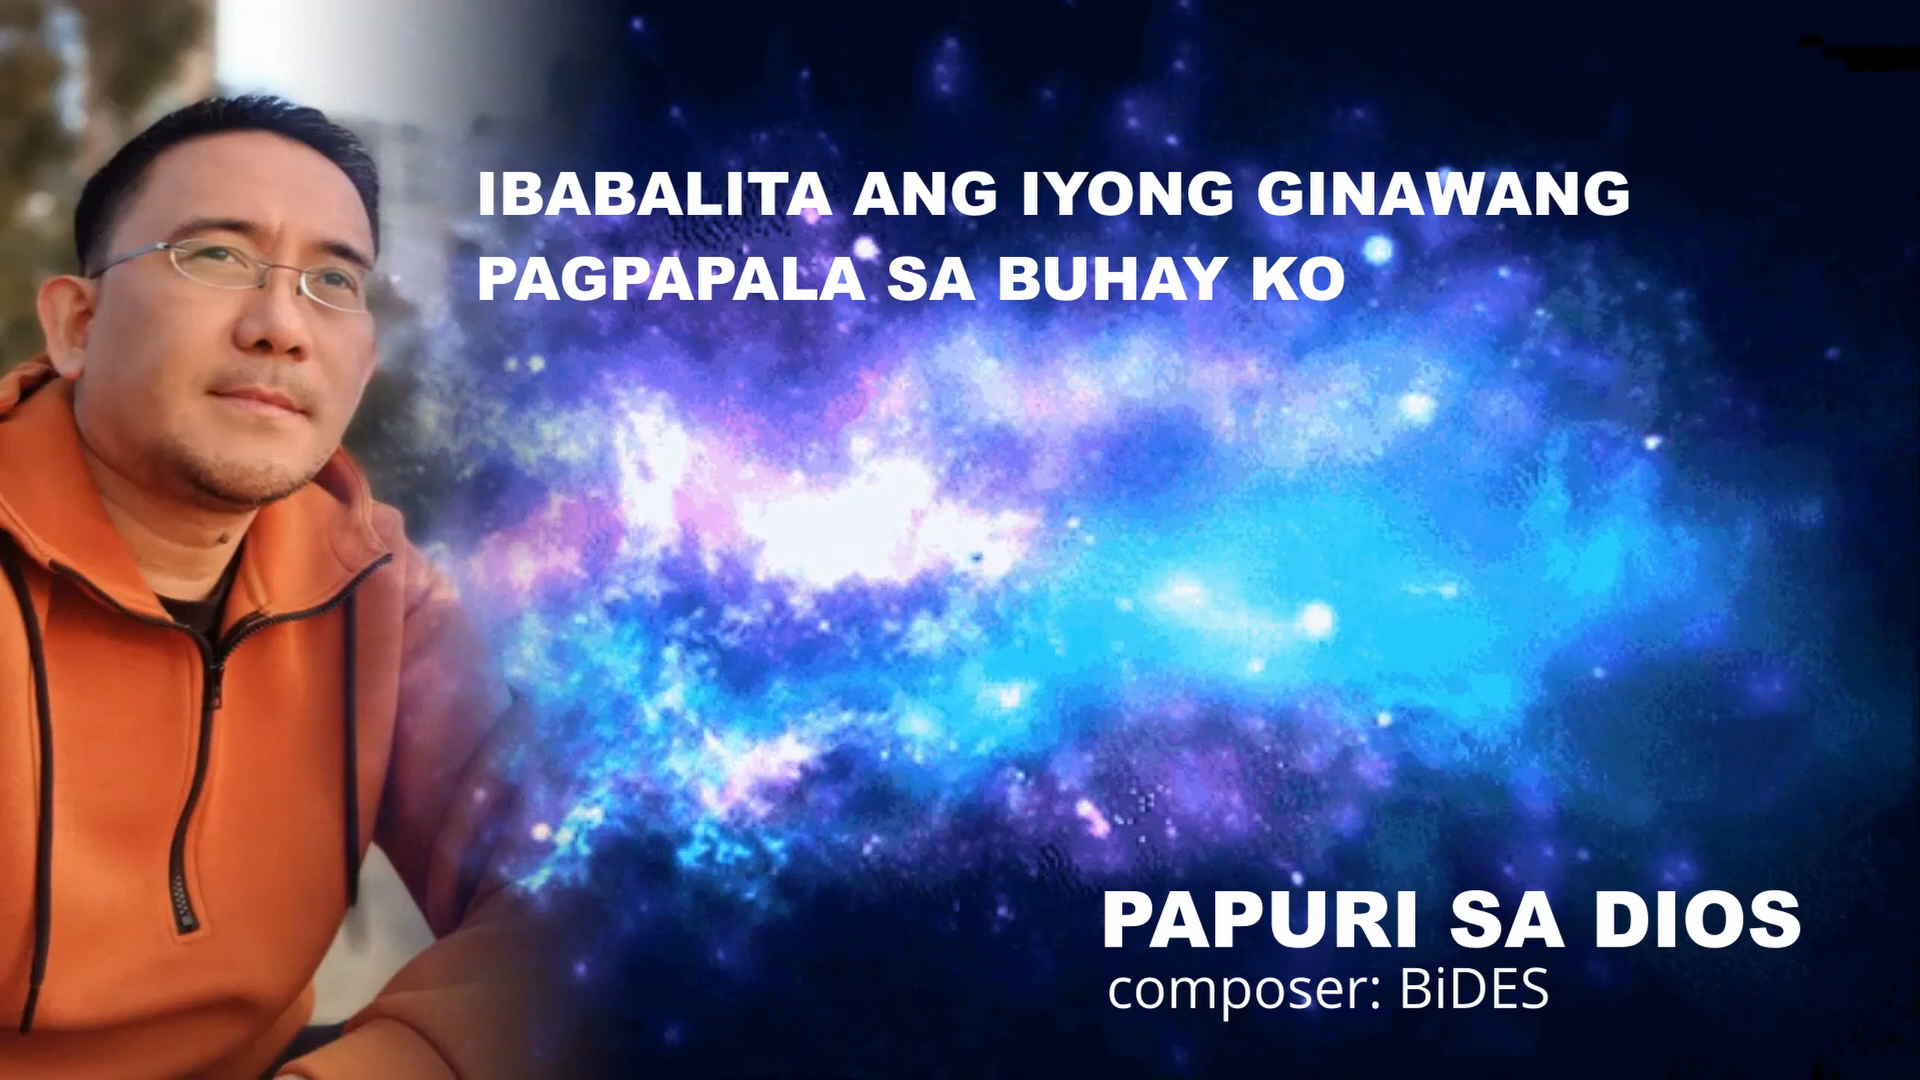 IBABALITA ANG IYONG GINAWANG
PAGPAPALA SA BUHAY KO
PAPURI SA DIOS
composer: BiDES